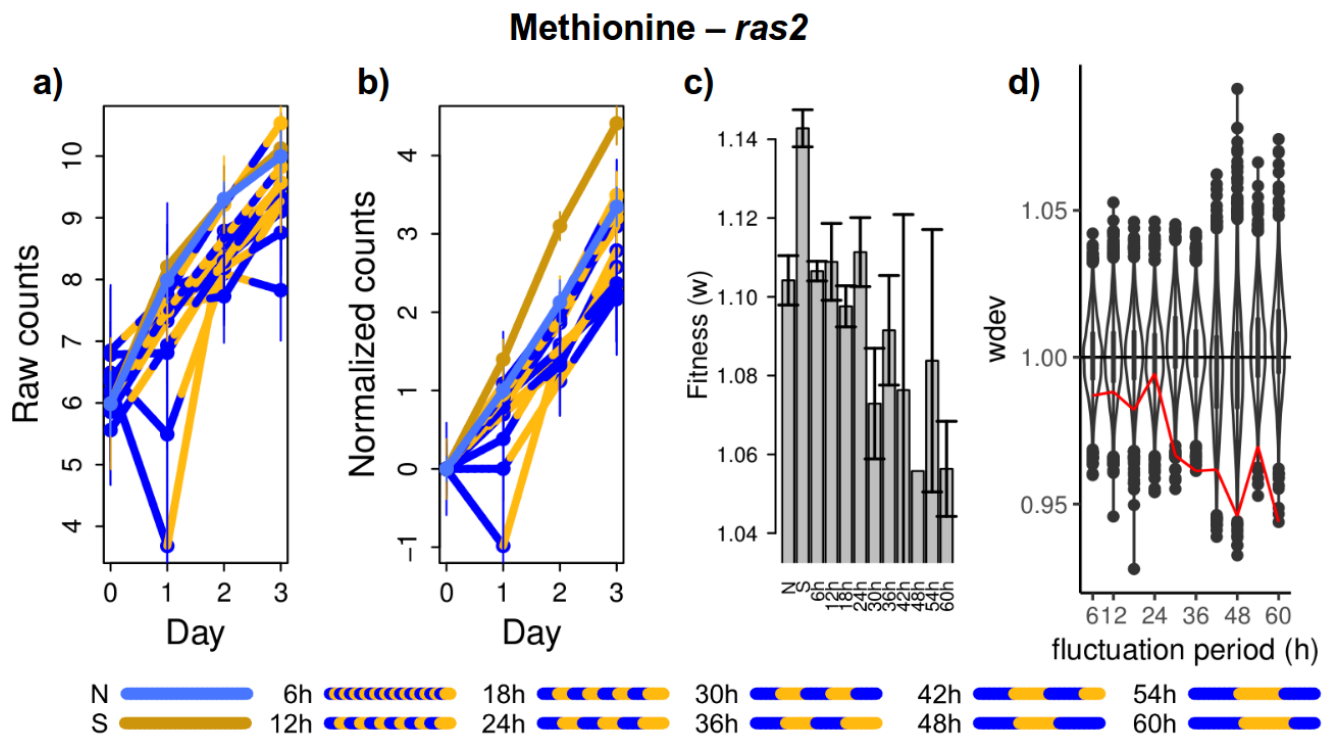 Methionine – ras2
a)
b)
c)
d)
Raw counts
10
9
8
7
6
5
4
0
1
2
3
Day
Normalized counts
4
3
2
1
0
−1
0
1
2
3
Day
Fitness (w)
1.14
1.12
1.10
1.08
1.06
1.04
N
S
6h
12h
18h
24h
30h
36h
42h
48h
54h
60h
wdev
1.05
1.00
0.95
6
12
24
36
48
60
fluctuation period (h)
N 6h 18h 30h 42h 54h
S 12h 24h 36h 48h 60h